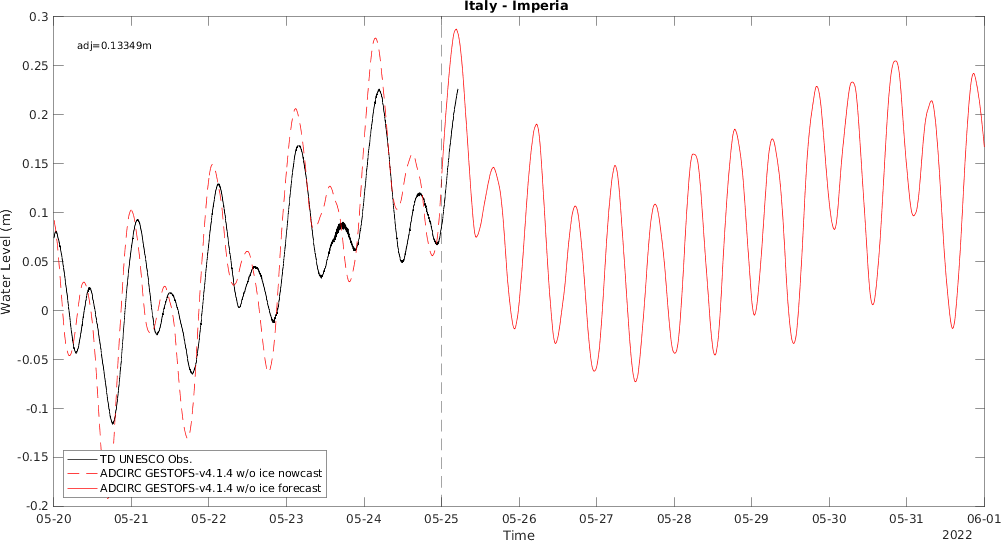 Italy - Imperia
adj=0.13349m
0.3
0.25
0.2
0.15
0.1
0.05
0
-0.05
-0.1
-0.15
-0.2
Water Level (m)
TD UNESCO Obs.
ADCIRC GESTOFS-v4.1.4 w/o ice nowcast
ADCIRC GESTOFS-v4.1.4 w/o ice forecast
05-20 05-21 05-22 05-23 05-24 05-25 05-26 05-27 05-28 05-29 05-30 05-31 06-01
Time
2022